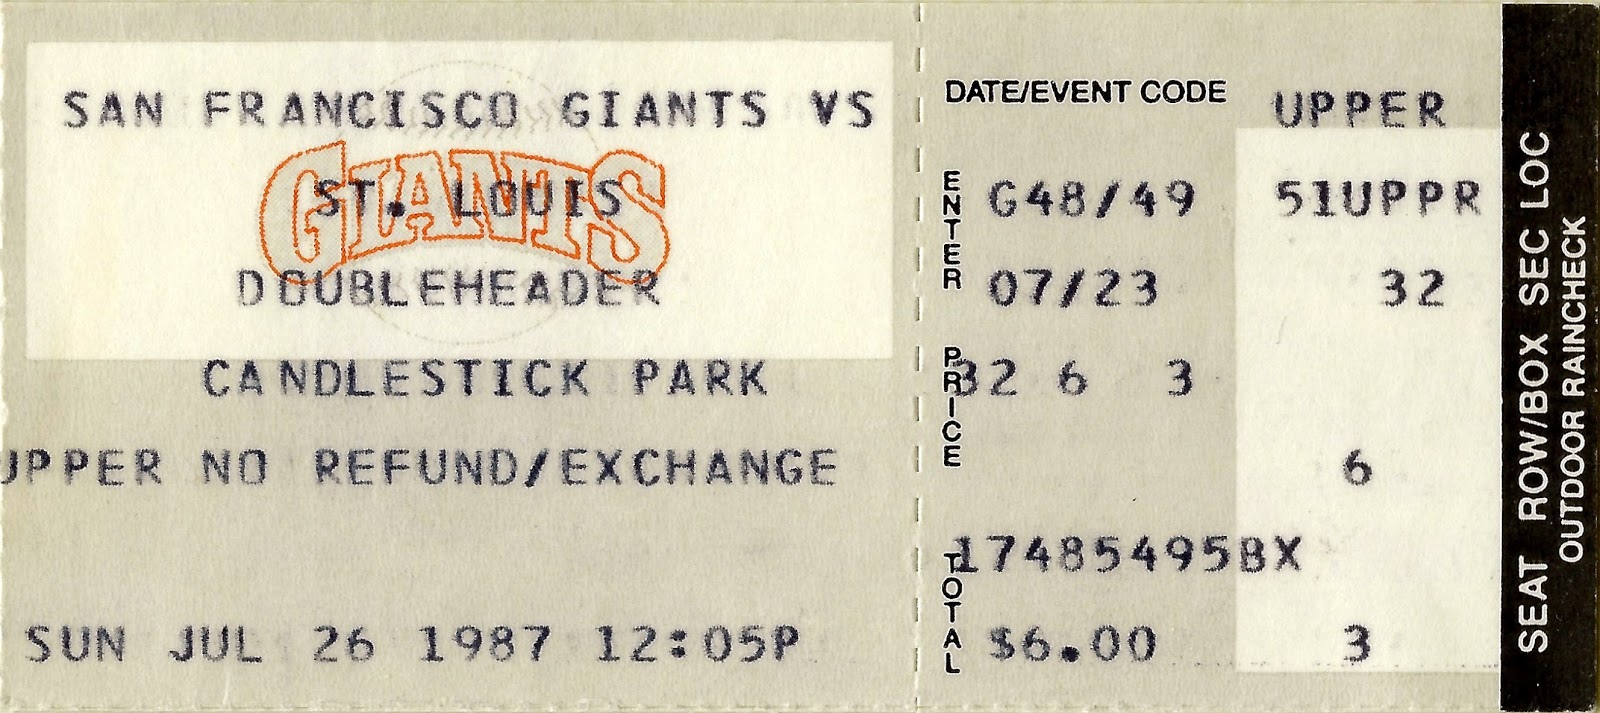 SAN FRANCISCO GIANTS VS
GIANTS
ST. LOUIS
DOUBLEHEADER
CANDLESTICK PARK
UPPER NO REFUND/EXCHANGE
SUN JUL 26 1987 12:05P
DATE/EVENT CODE
ENTER
PRICE
TOTAL
G48/49
07/23
32 6 3
17485495BX
$6.00
UPPER
51UPPR
32
6
3
SEAT ROW/BOX SEC LOC
OUTDOOR RAINCHECK